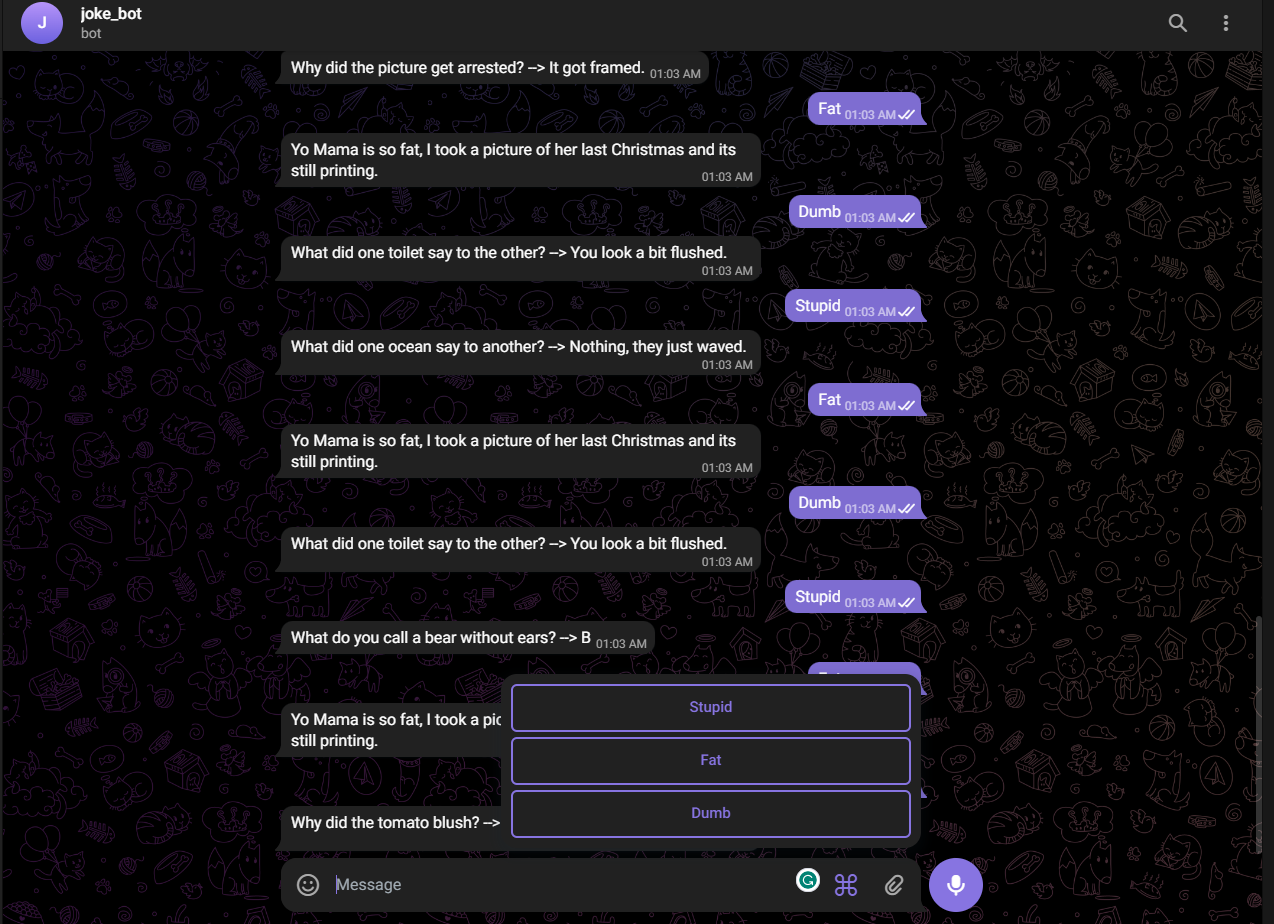 J
joke_bot
bot
Why did the picture get arrested? --> It got framed. 01:03 AM
Fat 01:03 AM
Yo Mama is so fat, I took a picture of her last Christmas and its
still printing. 01:03 AM
Dumb 01:03 AM
What did one toilet say to the other? --> You look a bit flushed.
01:03 AM
Stupid 01:03 AM
What did one ocean say to another? --> Nothing, they just waved.
01:03 AM
Fat 01:03 AM
Yo Mama is so fat, I took a picture of her last Christmas and its
still printing. 01:03 AM
Dumb 01:03 AM
What did one toilet say to the other? --> You look a bit flushed.
01:03 AM
Stupid 01:03 AM
What do you call a bear without ears? --> B 01:03 AM
Yo Mama is so fat, I took a
still printing.
Why did the tomato blush? -->
Stupid
Fat
Dumb
Message